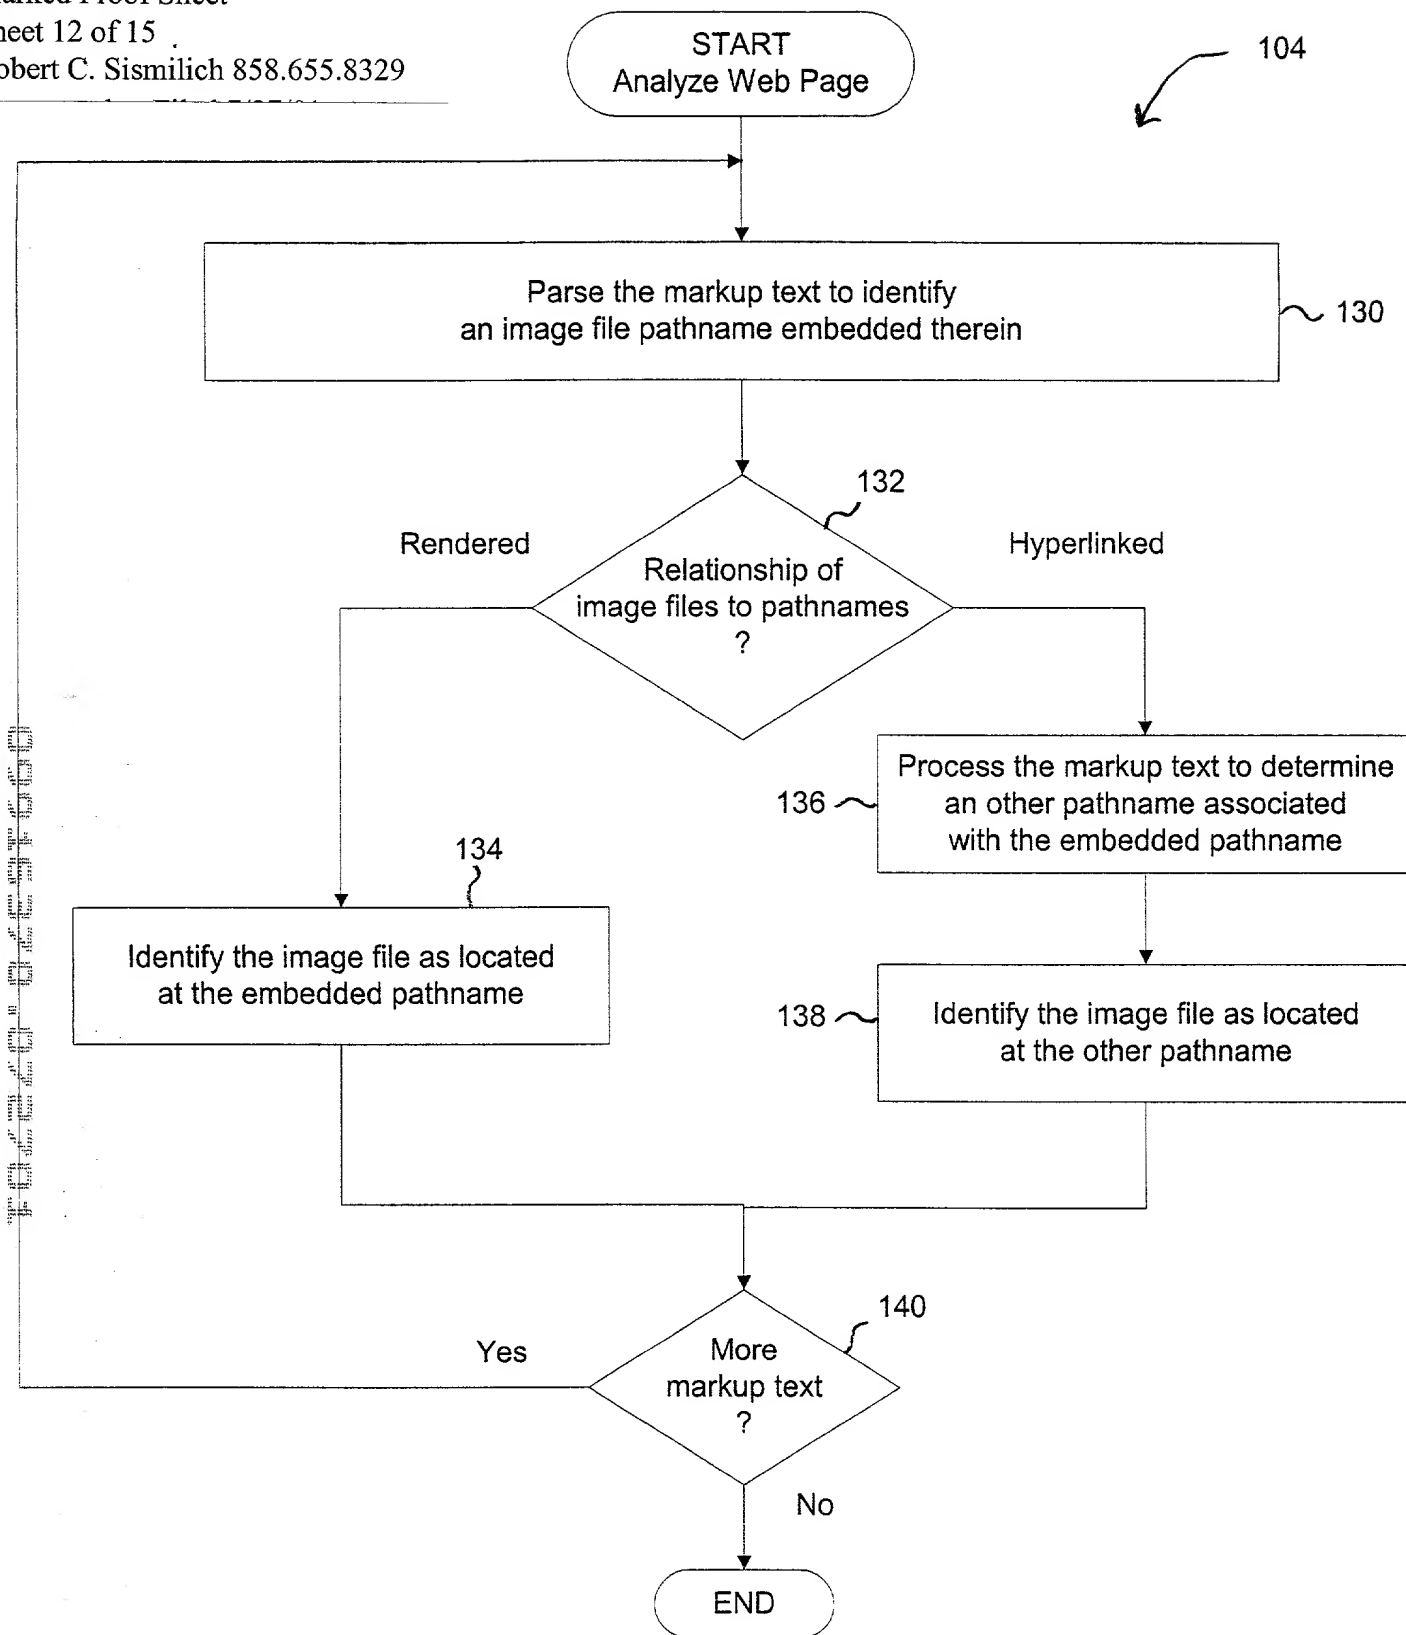 arked Proof Sheet
heet 12 of 15
obert C. Sismilich 858.655.8329
START
Analyze Web Page
104
Parse the markup text to identify
an image file pathname embedded therein
130
132
Rendered
Hyperlinked
Relationship of
image files to pathnames
?
Process the markup text to determine
an other pathname associated
with the embedded pathname
136
134
Identify the image file as located
at the embedded pathname
138
Identify the image file as located
at the other pathname
140
Yes
More
markup text
?
No
END